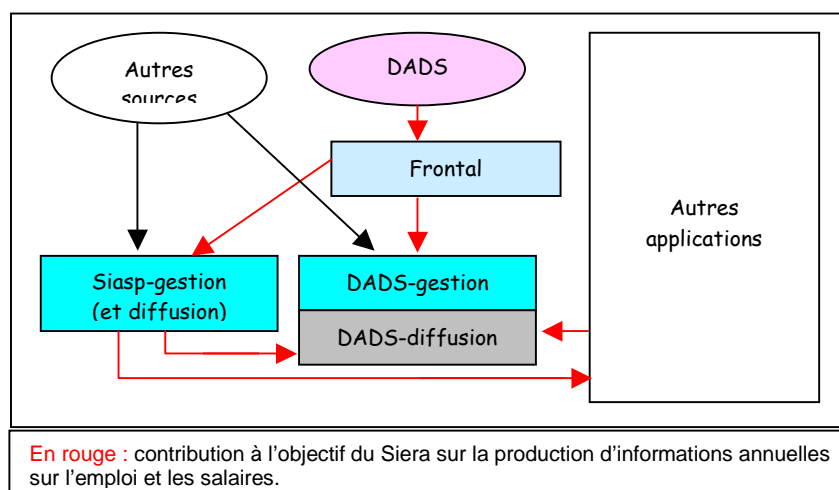 Autres
sources
DADS
Frontal
Autres
applications
Siasp-gestion
(et diffusion)
DADS-gestion
DADS-diffusion
En rouge : contribution à l'objectif du Siera sur la production d'informations annuelles
sur l'emploi et les salaires.